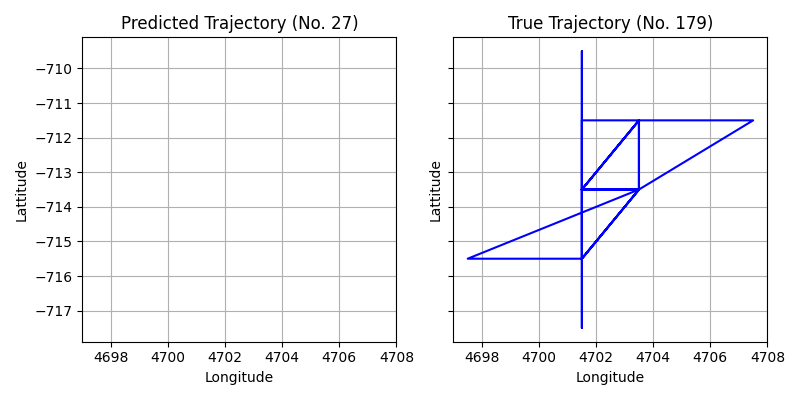 Predicted Trajectory (No. 27)
True Trajectory (No. 179)
Lattitude
−710
−711
−712
−713
−714
−715
−716
−717
4698 4700 4702 4704 4706 4708
Longitude
Lattitude
4698 4700 4702 4704 4706 4708
Longitude